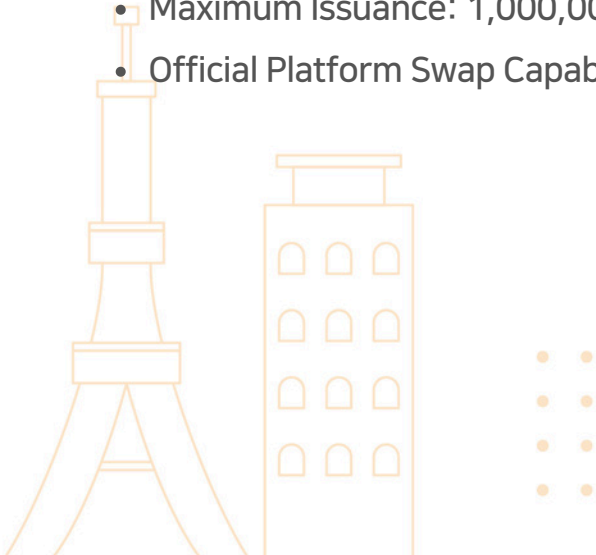 • Maximum Issuance: 1,000,00
• Official Platform Swap Capab